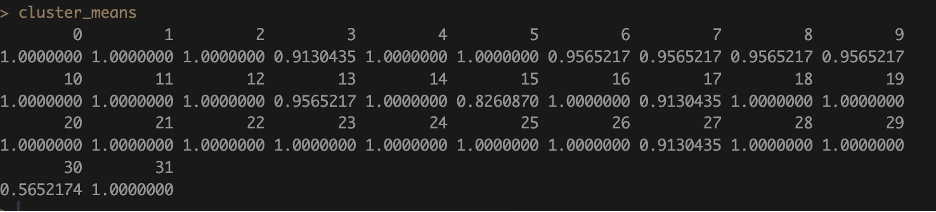 > cluster_means
        0         1         2         3         4         5         6         7         8         9
1.0000000 1.0000000 1.0000000 0.9130435 1.0000000 1.0000000 0.9565217 0.9565217 0.9565217 0.9565217
       10        11        12        13        14        15        16        17        18        19
1.0000000 1.0000000 1.0000000 0.9565217 1.0000000 0.8260870 1.0000000 0.9130435 1.0000000 1.0000000
       20        21        22        23        24        25        26        27        28        29
1.0000000 1.0000000 1.0000000 1.0000000 1.0000000 1.0000000 1.0000000 0.9130435 1.0000000 1.0000000
       30        31
0.5652174 1.0000000
>